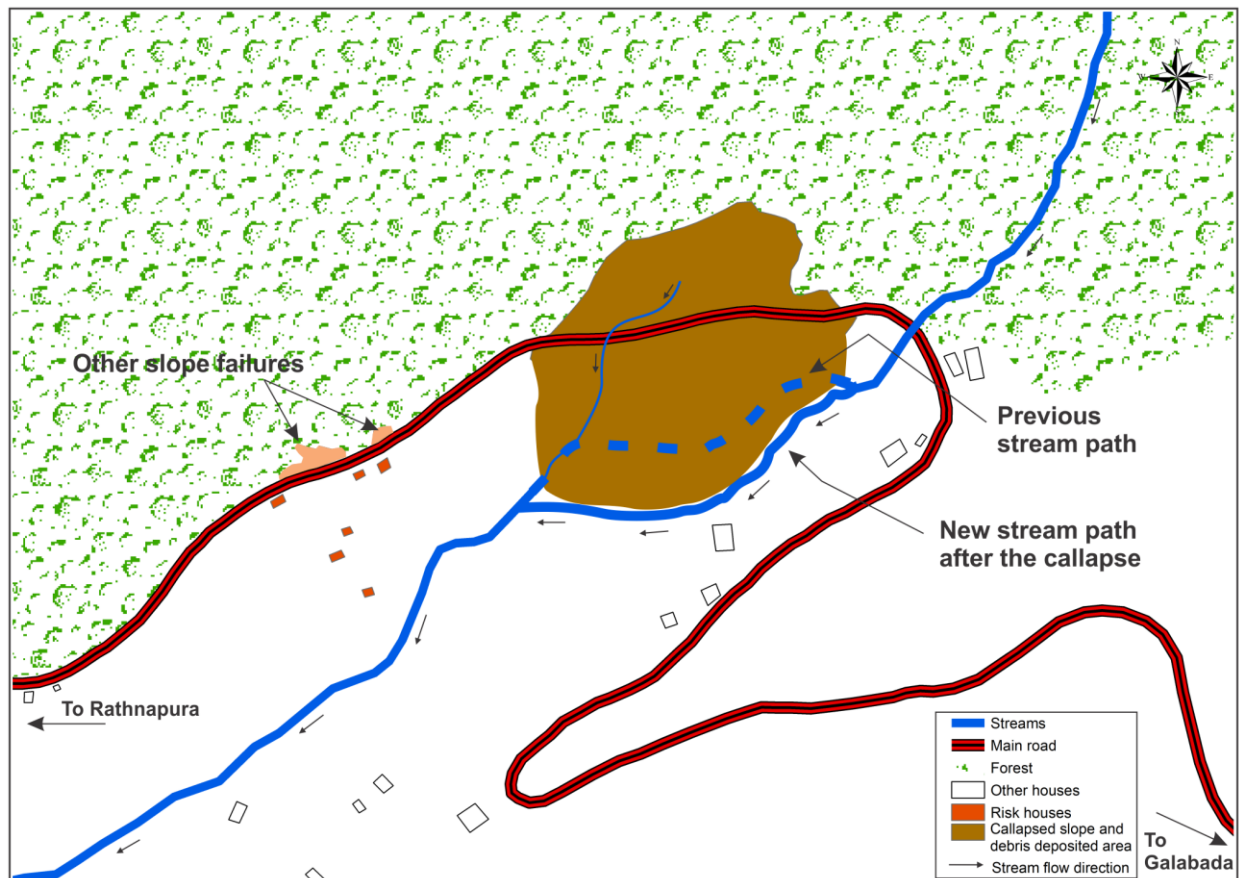 N
W
E
Other slope failures
Previous
stream path
New stream path
after the callapse
To Rathnapura
Streams
Main road
Forest
Other houses
Risk houses
Callapsed slope and
debris deposited area
Stream flow direction
To
Galabada